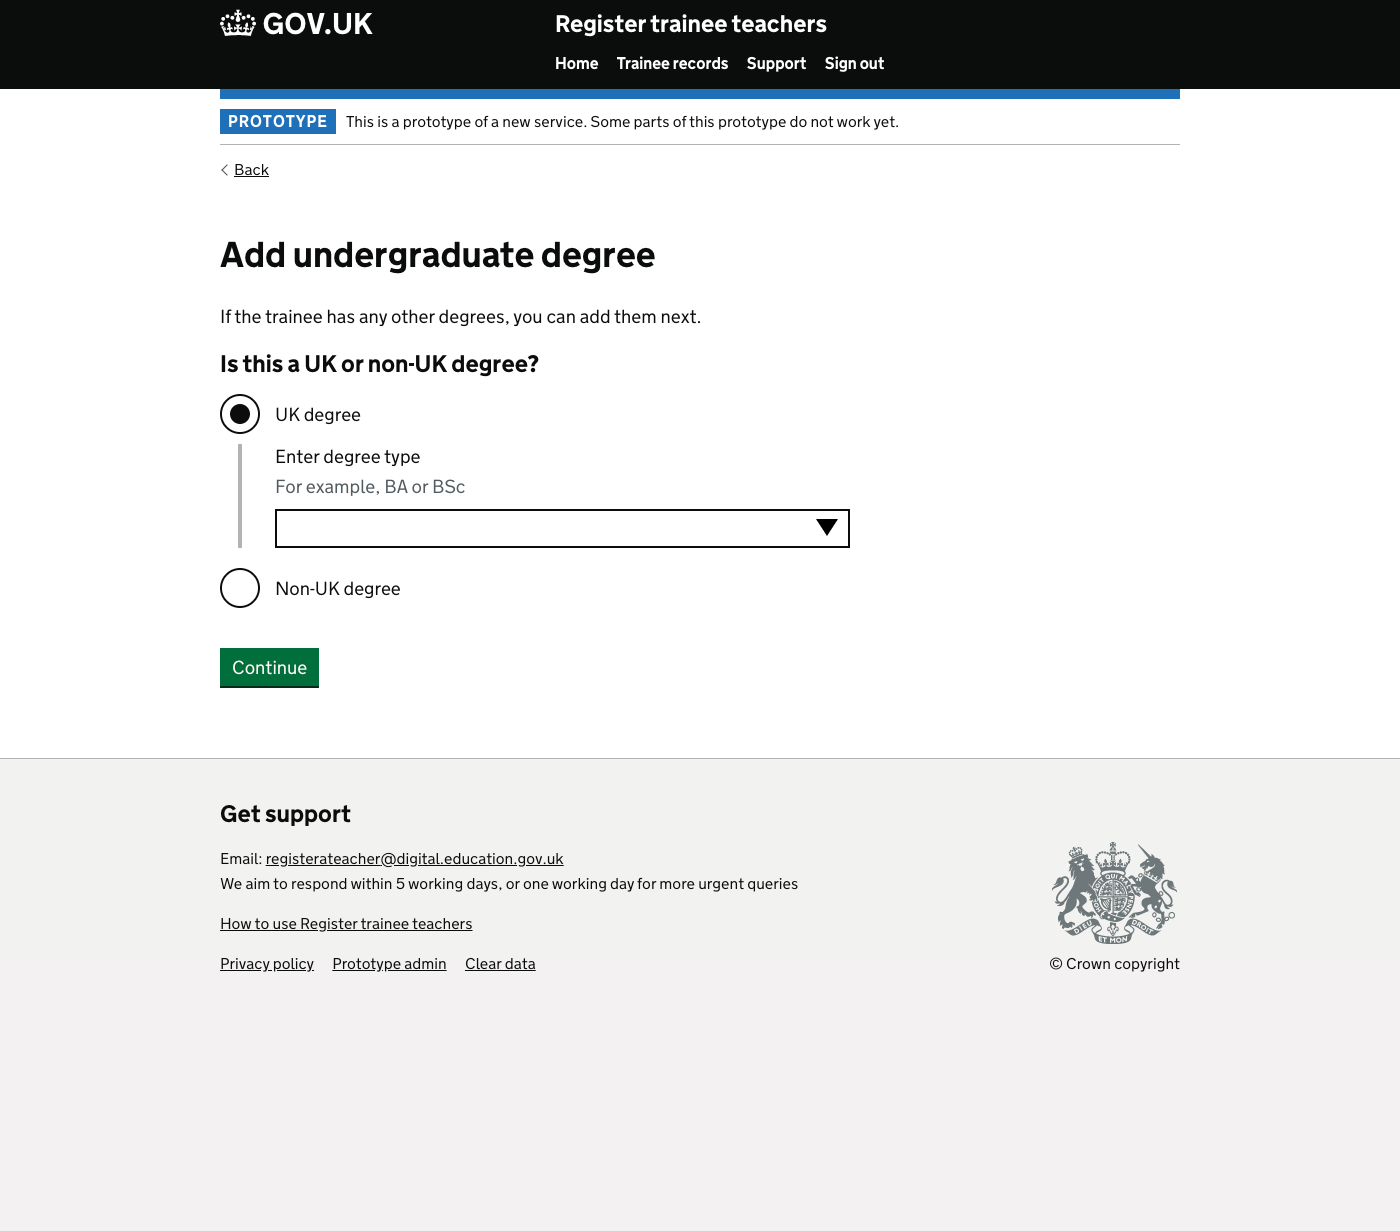 GOV.UK
Register trainee teachers
Home Trainee records Support Sign out
PROTOTYPE This is a prototype of a new service. Some parts of this prototype do not work yet.
Back
Add undergraduate degree
If the trainee has any other degrees, you can add them next.
Is this a UK or non-UK degree?
UK degree
Enter degree type
For example, BA or BSc
Non-UK degree
Continue
Get support
Email: registerateacher@digital.education.gov.uk
We aim to respond within 5 working days, or one working day for more urgent queries
How to use Register trainee teachers
Privacy policy Prototype admin Clear data
DIEU ET MON DROIT
© Crown copyright